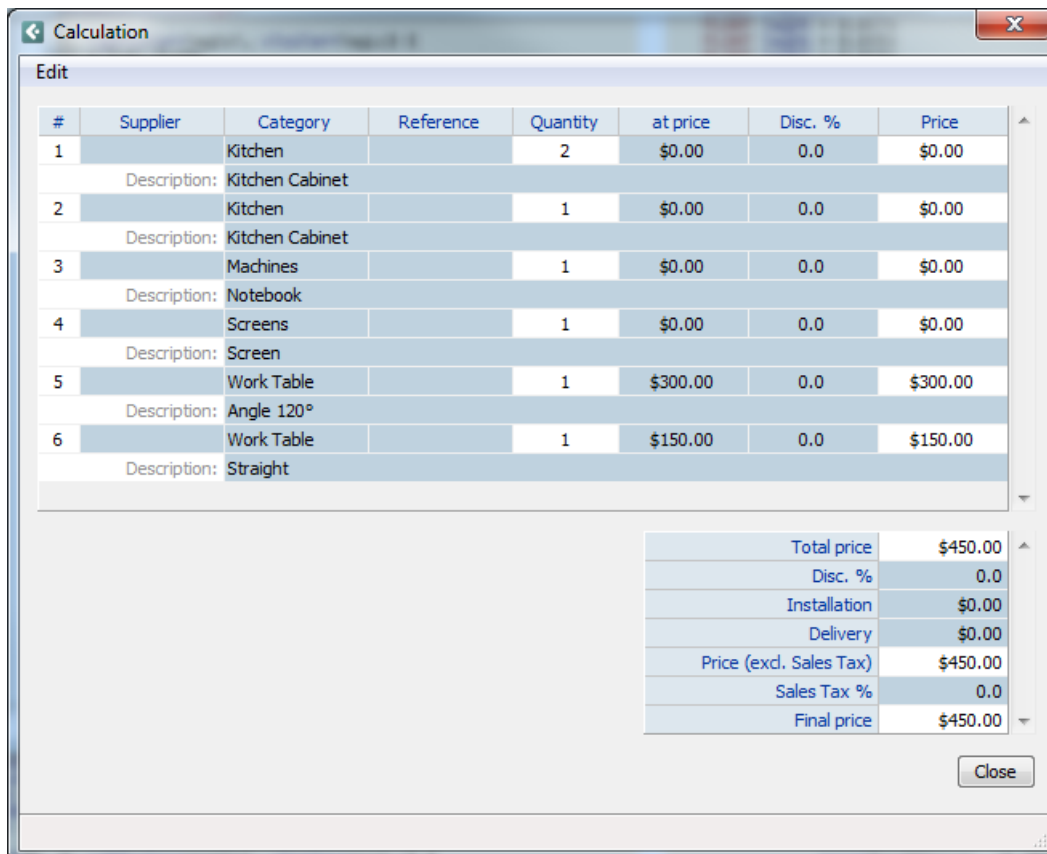 Calculation
Edit
# Supplier Category Reference Quantity at price Disc. % Price
1 Kitchen 2 $0.00 0.0 $0.00
Description: Kitchen Cabinet
2 Kitchen 1 $0.00 0.0 $0.00
Description: Kitchen Cabinet
3 Machines 1 $0.00 0.0 $0.00
Description: Notebook
4 Screens 1 $0.00 0.0 $0.00
Description: Screen
5 Work Table 1 $300.00 0.0 $300.00
Description: Angle 120°
6 Work Table 1 $150.00 0.0 $150.00
Description: Straight
Total price $450.00
Disc. % 0.0
Installation $0.00
Delivery $0.00
Price (excl. Sales Tax) $450.00
Sales Tax % 0.0
Final price $450.00
Close